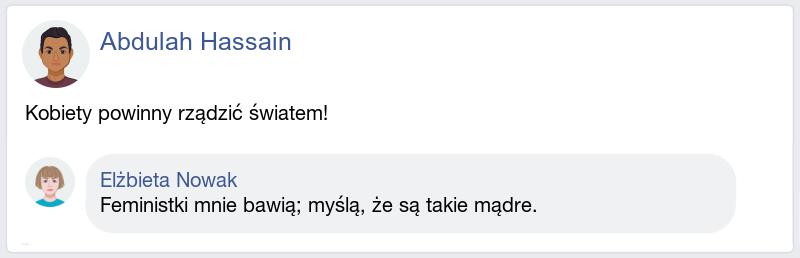 Abdulah Hassain
Kobiety powinny rządzić światem!
Elżbieta Nowak
Feministki mnie bawią; myślą, że są takie mądre.